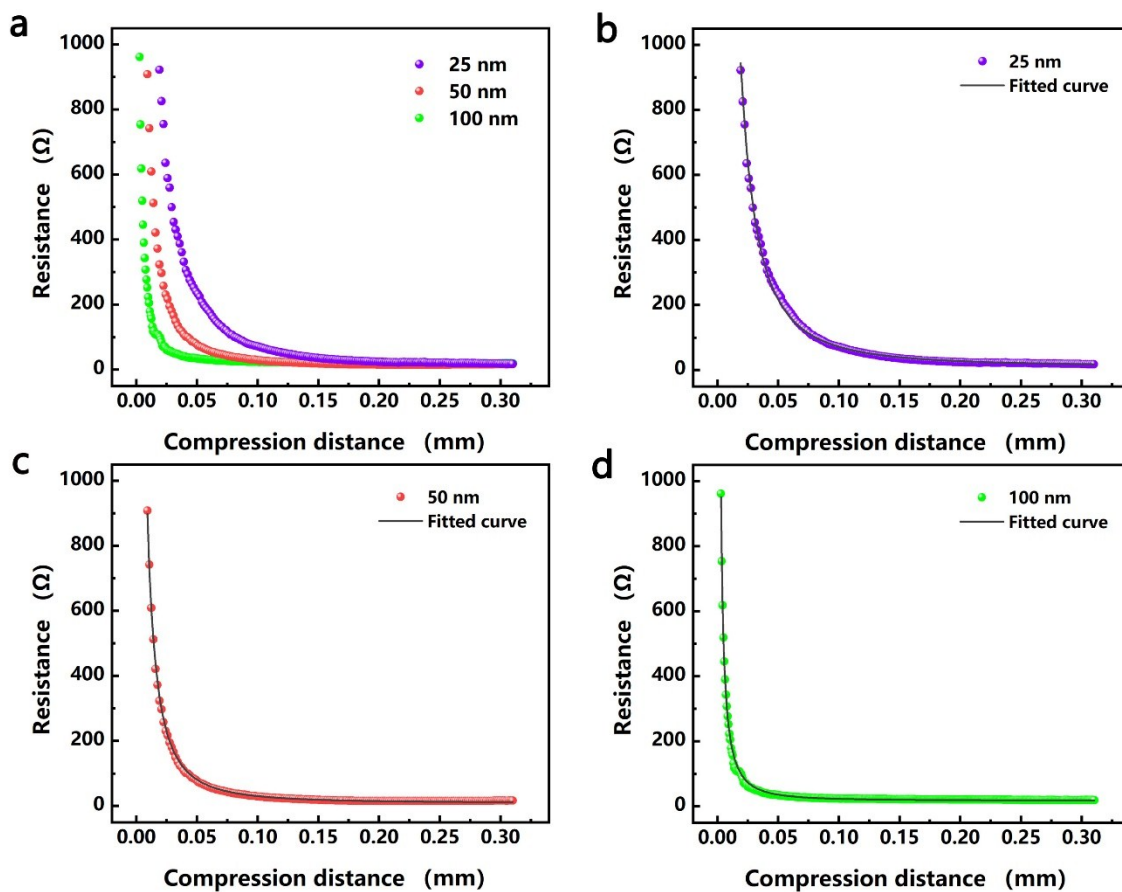 a
1000
800
600
400
200
0
Resistance (Ω)
25 nm
50 nm
100 nm
0.00 0.05 0.10 0.15 0.20 0.25 0.30
Compression distance (mm)
b
1000
800
600
400
200
0
Resistance (Ω)
25 nm
Fitted curve
0.00 0.05 0.10 0.15 0.20 0.25 0.30
Compression distance (mm)
c
1000
800
600
400
200
0
Resistance (Ω)
50 nm
Fitted curve
0.00 0.05 0.10 0.15 0.20 0.25 0.30
Compression distance (mm)
d
1000
800
600
400
200
0
Resistance (Ω)
100 nm
Fitted curve
0.00 0.05 0.10 0.15 0.20 0.25 0.30
Compression distance (mm)